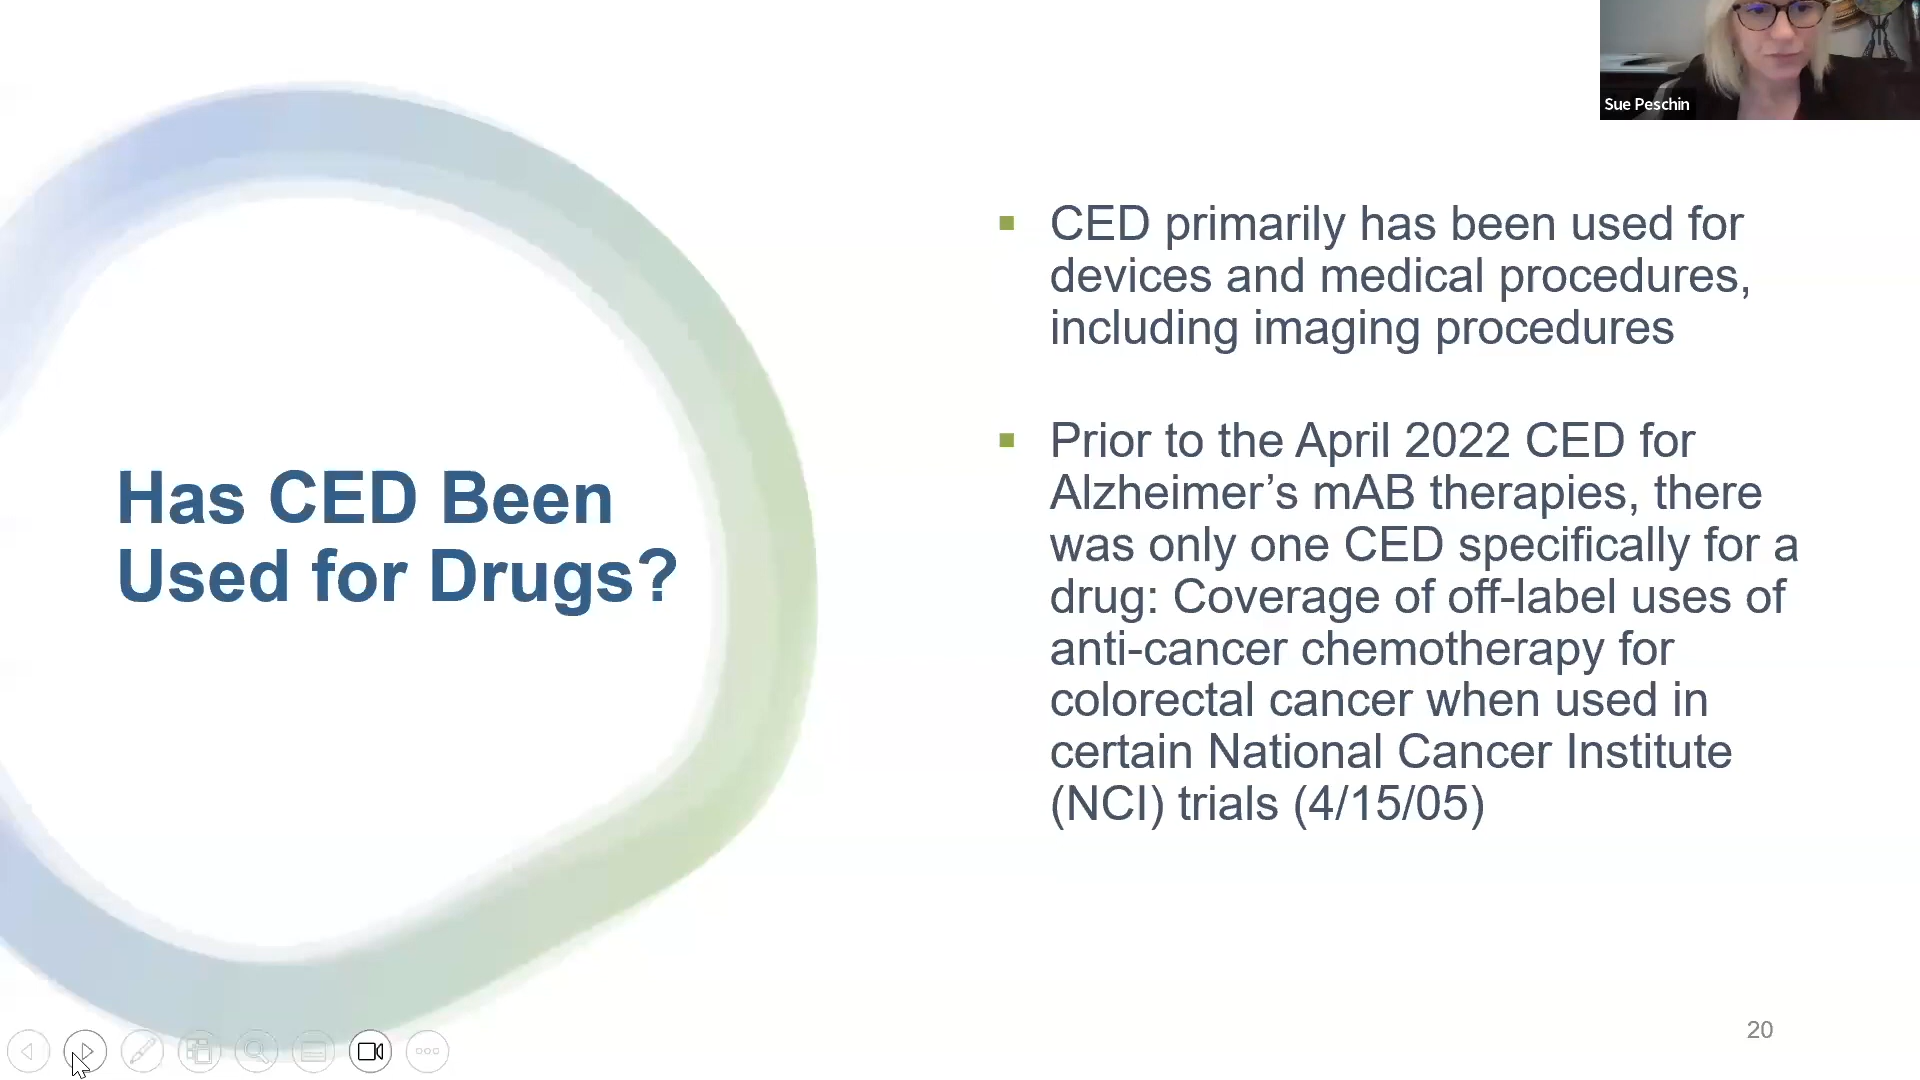 Sue Peschin
Has CED Been
Used for Drugs?
CED primarily has been used for
devices and medical procedures,
including imaging procedures
Prior to the April 2022 CED for
Alzheimer’s mAB therapies, there
was only one CED specifically for a
drug: Coverage of off-label uses of
anti-cancer chemotherapy for
colorectal cancer when used in
certain National Cancer Institute
(NCI) trials (4/15/05)
20